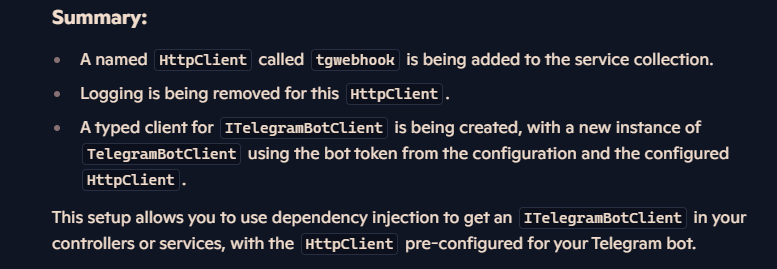 Summary:
A named HttpClient called tgwebhook is being added to the service collection.
Logging is being removed for this HttpClient.
A typed client for ITelegramBotClient is being created, with a new instance of
TelegramBotClient using the bot token from the configuration and the configured
HttpClient.
This setup allows you to use dependency injection to get an ITelegramBotClient in your
controllers or services, with the HttpClient pre-configured for your Telegram bot.